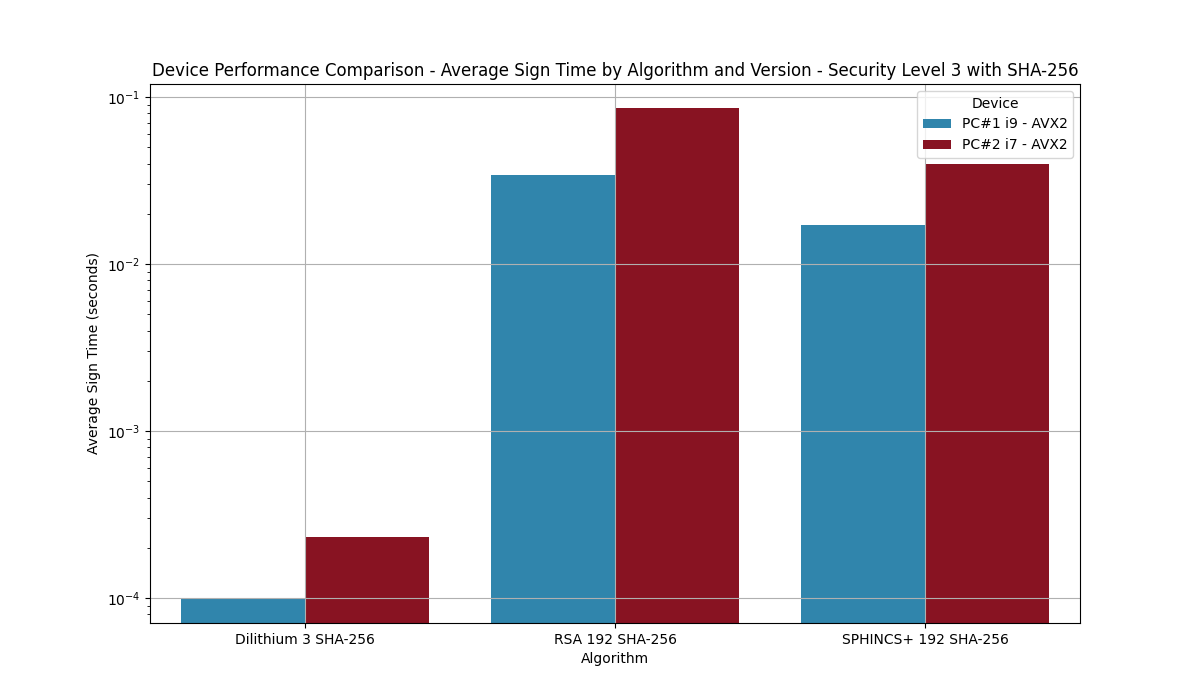 Device Performance Comparison - Average Sign Time by Algorithm and Version - Security Level 3 with SHA-256
Device
PC#1 i9 - AVX2
PC#2 i7 - AVX2
Average Sign Time (seconds)
10⁻¹
10⁻²
10⁻³
10⁻⁴
Dilithium 3 SHA-256
RSA 192 SHA-256
SPHINCS+ 192 SHA-256
Algorithm